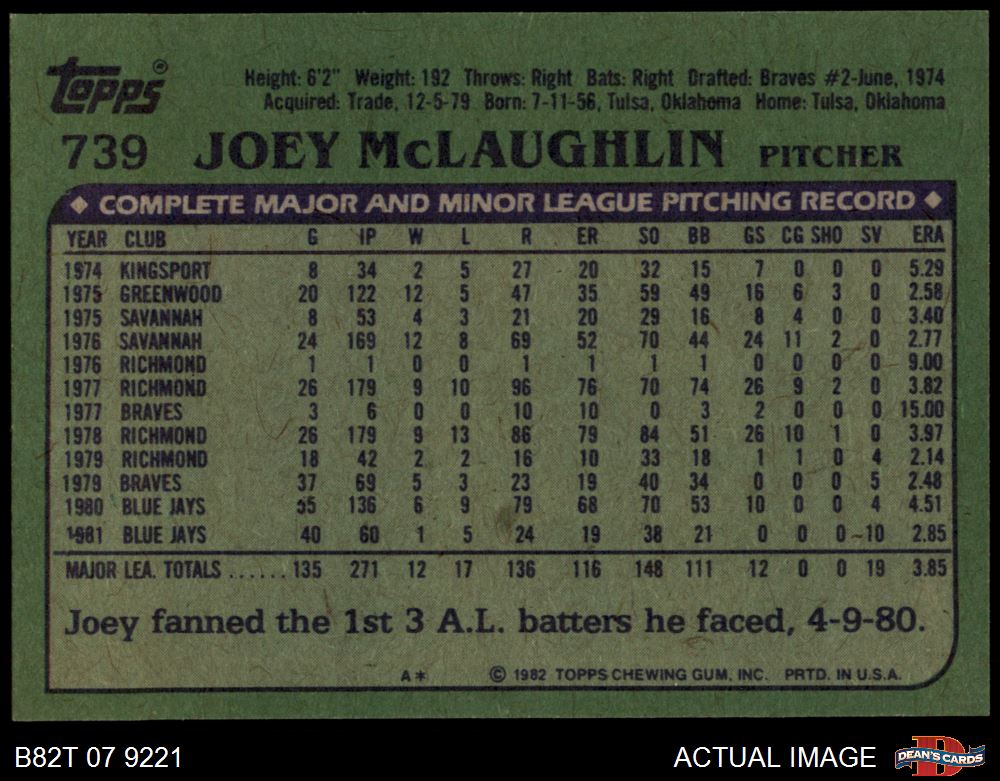 Topps®
Height: 6'2" Weight: 192 Throws: Right Bats: Right Drafted: Braves #2-June, 1974
Acquired: Trade, 12-5-79 Born: 7-11-56, Tulsa, Oklahoma Home: Tulsa, Oklahoma
739 JOEY McLAUGHLIN PITCHER
◆ COMPLETE MAJOR AND MINOR LEAGUE PITCHING RECORD ◆
YEAR CLUB G IP W L R ER SO BB GS CG SHO SV ERA
1974 KINGSPORT 8 34 2 5 27 20 32 15 7 0 0 0 5.29
1975 GREENWOOD 20 122 12 5 47 35 59 49 16 6 3 0 2.58
1975 SAVANNAH 8 53 4 3 21 20 29 16 8 4 0 0 3.40
1976 SAVANNAH 24 169 12 8 69 52 70 44 24 11 2 0 2.77
1976 RICHMOND 1 1 0 0 1 1 1 1 0 0 0 0 9.00
1977 RICHMOND 26 179 9 10 96 76 70 74 26 9 2 0 3.82
1977 BRAVES 3 6 0 0 10 10 0 3 2 0 0 0 15.00
1978 RICHMOND 26 179 9 13 86 79 84 51 26 10 1 0 3.97
1979 RICHMOND 18 42 2 2 16 10 33 18 1 1 0 4 2.14
1979 BRAVES 37 69 5 3 23 19 40 34 0 0 0 5 2.48
1980 BLUE JAYS 55 136 6 9 79 68 70 53 10 0 0 4 4.51
1981 BLUE JAYS 40 60 1 5 24 19 38 21 0 0 0 10 2.85
MAJOR LEA. TOTALS ...... 135 271 12 17 136 116 148 111 12 0 0 19 3.85
Joey fanned the 1st 3 A.L. batters he faced, 4-9-80.
A* © 1982 TOPPS CHEWING GUM, INC. PRTD. IN U.S.A.
B82T 07 9221 ACTUAL IMAGE DEAN'S CARDS